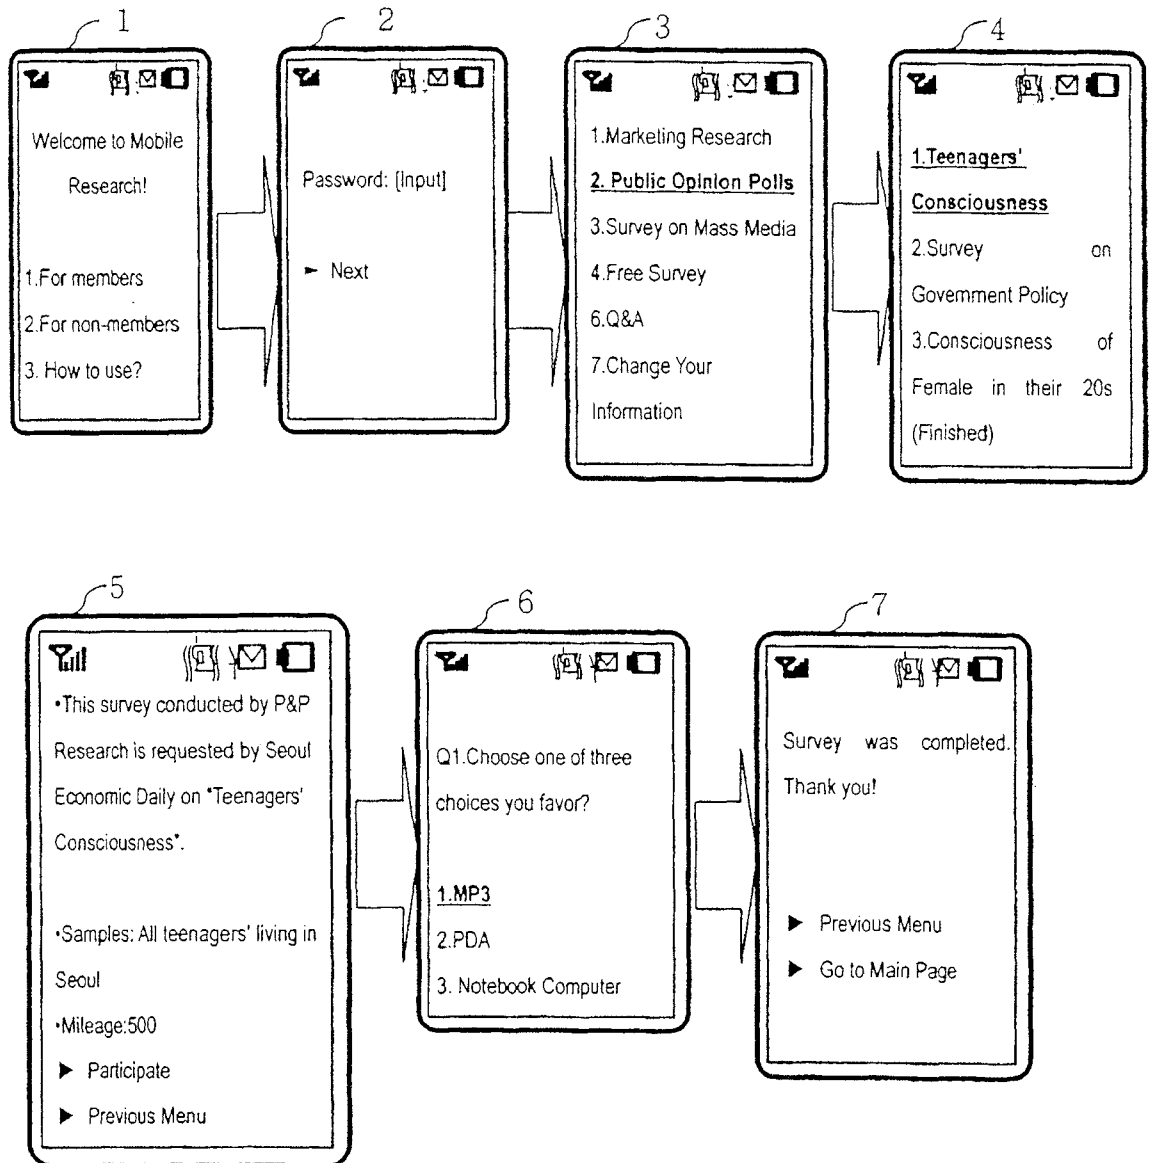 1
Welcome to Mobile
Research!
1.For members
2.For non-members
3. How to use?
2
Password: [Input]
► Next
3
1.Marketing Research
2. Public Opinion Polls
3.Survey on Mass Media
4.Free Survey
6.Q&A
7.Change Your
Information
4
1.Teenagers'
Consciousness
2.Survey on
Government Policy
3.Consciousness of
Female in their 20s
(Finished)
5
•This survey conducted by P&P
Research is requested by Seoul
Economic Daily on "Teenagers'
Consciousness".
•Samples: All teenagers' living in
Seoul
•Mileage:500
► Participate
► Previous Menu
6
Q1.Choose one of three
choices you favor?
1.MP3
2.PDA
3. Notebook Computer
7
Survey was completed.
Thank you!
► Previous Menu
► Go to Main Page